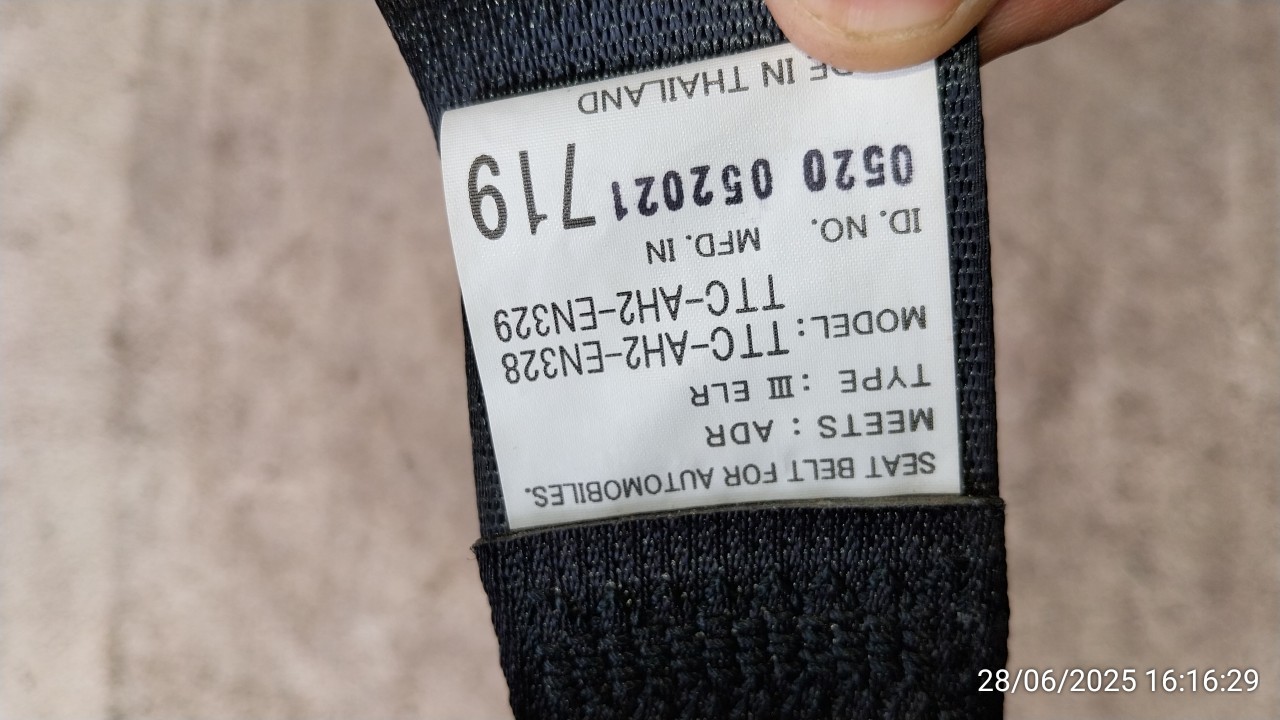 SEAT BELT FOR AUTOMOBILES.
MEETS : ADR
TYPE : III ELR
MODEL: TTC-AH2-EN328
TTC-AH2-EN329
ID. NO. MFD. IN
0520 052021 719
IN THAILAND
28/06/2025 16:16:29